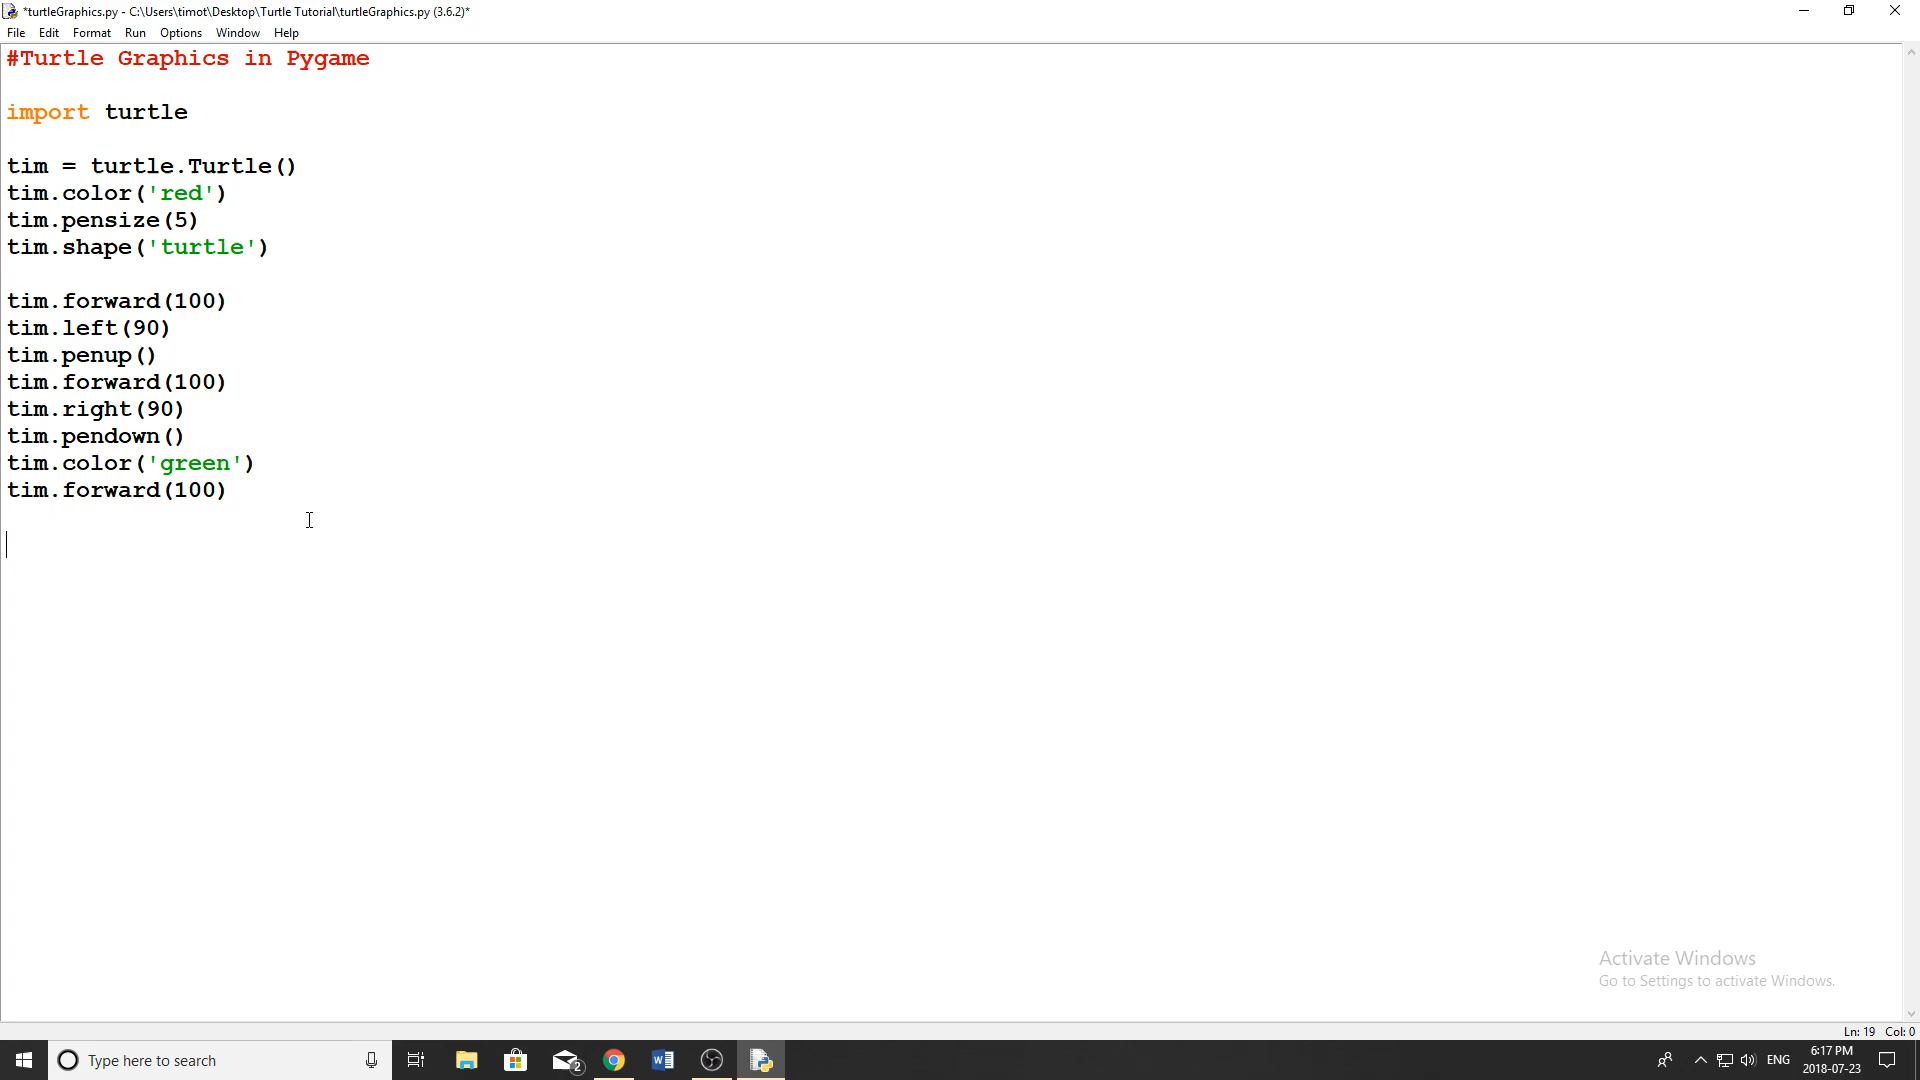 *turtleGraphics.py - C:\Users\timot\Desktop\Turtle Tutorial\turtleGraphics.py (3.6.2)*
File Edit Format Run Options Window Help
#Turtle Graphics in Pygame
import turtle
tim = turtle.Turtle()
tim.color('red')
tim.pensize(5)
tim.shape('turtle')
tim.forward(100)
tim.left(90)
tim.penup()
tim.forward(100)
tim.right(90)
tim.pendown()
tim.color('green')
tim.forward(100)
Activate Windows
Go to Settings to activate Windows.
Ln: 19 Col: 0
Type here to search
2
ENG
6:17 PM
2018-07-23